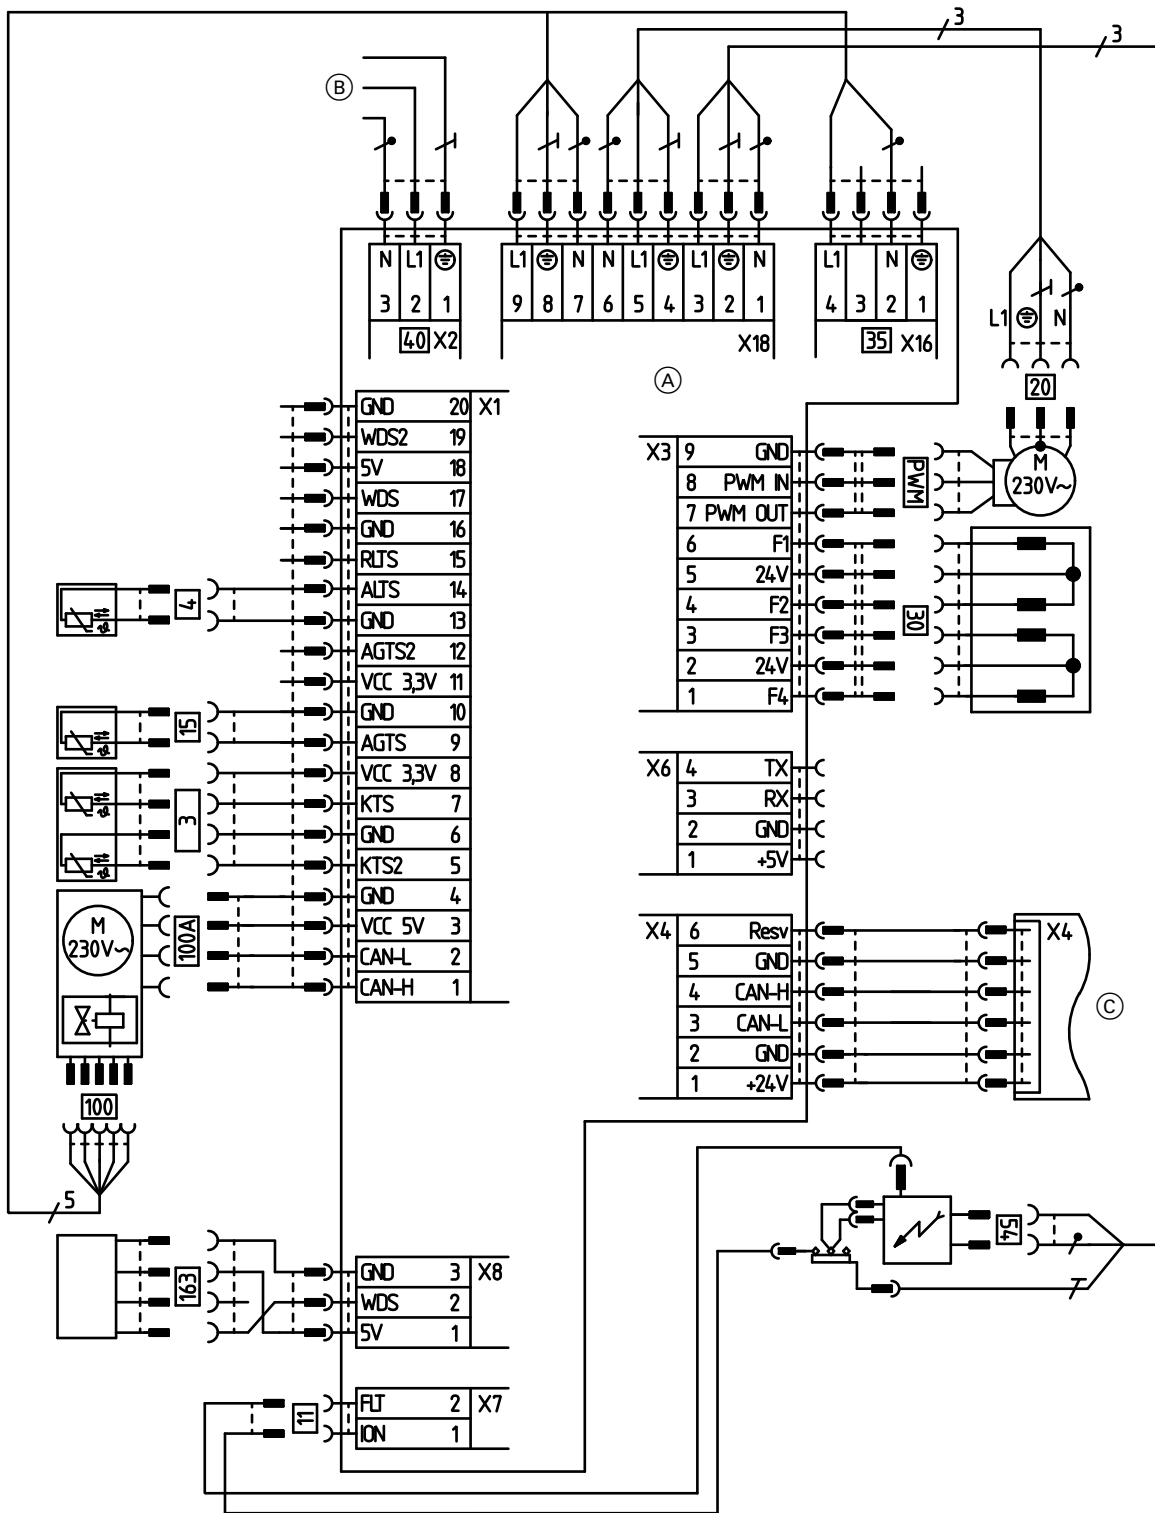 3
3
B
N L1 L1 N N L1 L1 N L1 N
3 2 1 9 8 7 6 5 4 3 2 1 4 3 2 1
40 X2 X18 35 X16
L1 N
A
20
M
230V~
GND 20 X1
WDS2 19
5V 18
WDS 17
GND 16
RLTS 15
ALTS 14
GND 13
AGTS2 12
VCC 3,3V 11
GND 10
AGTS 9
VCC 3,3V 8
KTS 7
GND 6
KTS2 5
GND 4
VCC 5V 3
CAN-L 2
CAN-H 1
4
ϑ
15
ϑ
3
ϑ
ϑ
100A
M
230V~
100
5
X3 9 GND
8 PWM IN
7 PWM OUT
6 F1
5 24V
4 F2
3 F3
2 24V
1 F4
PWM
30
X6 4 TX
3 RX
2 GND
1 +5V
X4 6 Resv
5 GND
4 CAN-H
3 CAN-L
2 GND
1 +24V
X4
C
54
163
GND 3 X8
WDS 2
5V 1
11
FLT 2 X7
ION 1